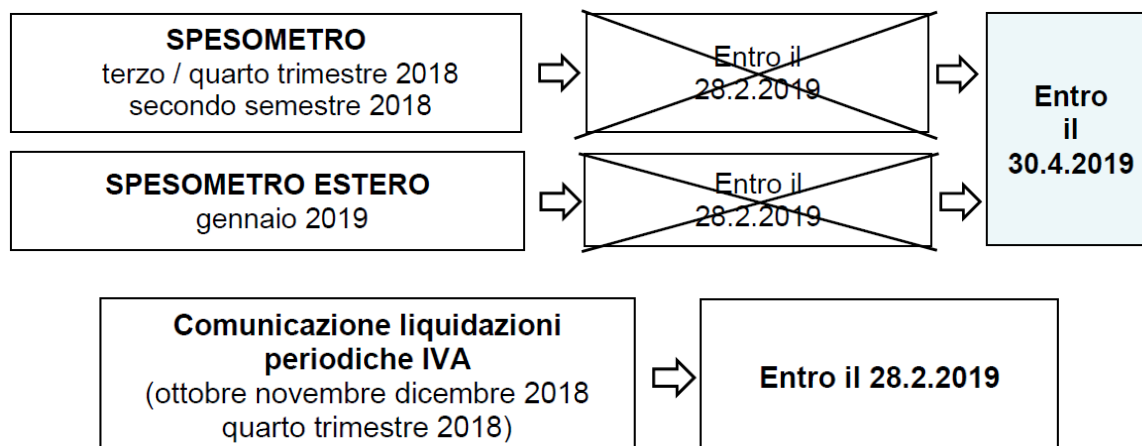 SPESOMETRO
terzo / quarto trimestre 2018
secondo semestre 2018
Entro il
28.2.2019
Entro
il
30.4.2019
SPESOMETRO ESTERO
gennaio 2019
Entro il
28.2.2019
Comunicazione liquidazioni
periodiche IVA
(ottobre novembre dicembre 2018
quarto trimestre 2018)
Entro il 28.2.2019